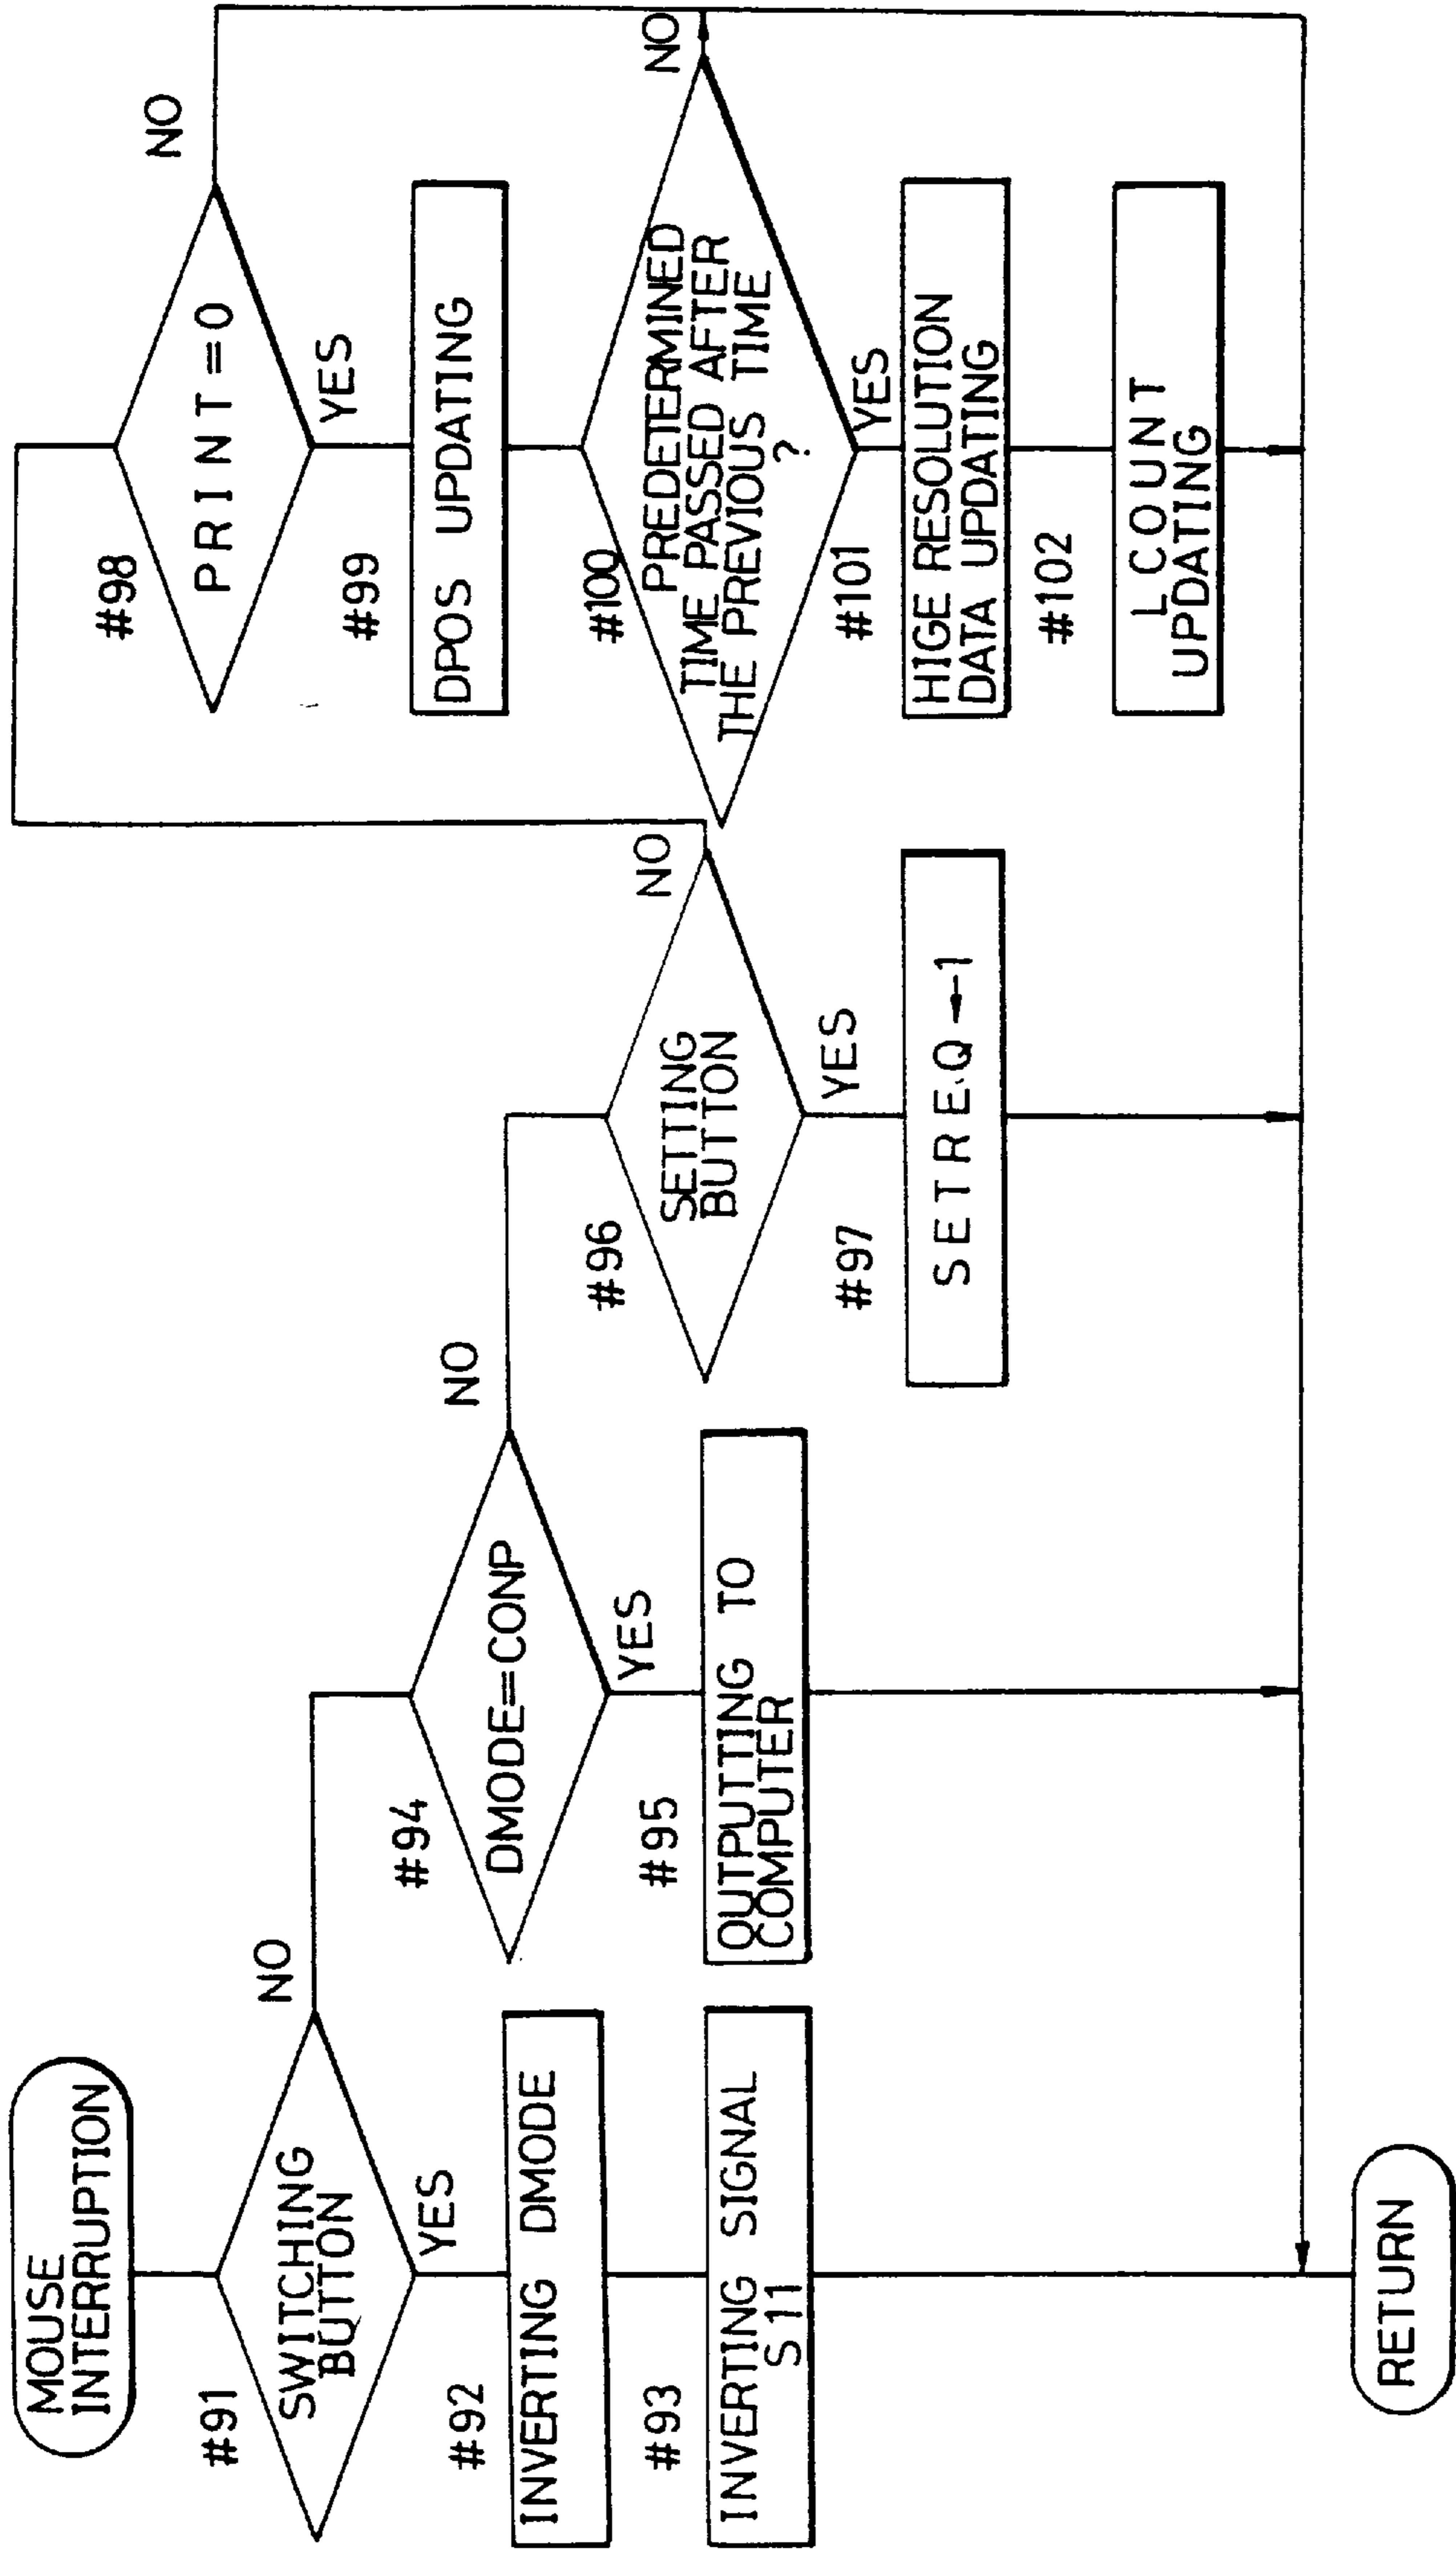 MOUSE
INTERRUPTION
#91
SWITCHING
BUTTON
NO
YES
#92
INVERTING DMODE
#93
INVERTING SIGNAL
S11
#94
DMODE=CONP
NO
YES
#95
OUTPUTTING TO
COMPUTER
#96
SETTING
BUTTON
NO
YES
#97
SETREQ←1
#98
PRINT=0
NO
YES
#99
DPOS UPDATING
#100
PREDETERMINED
TIME PASSED AFTER
THE PREVIOUS TIME
?
NO
YES
#101
HIGE RESOLUTION
DATA UPDATING
#102
LCOUNT
UPDATING
RETURN